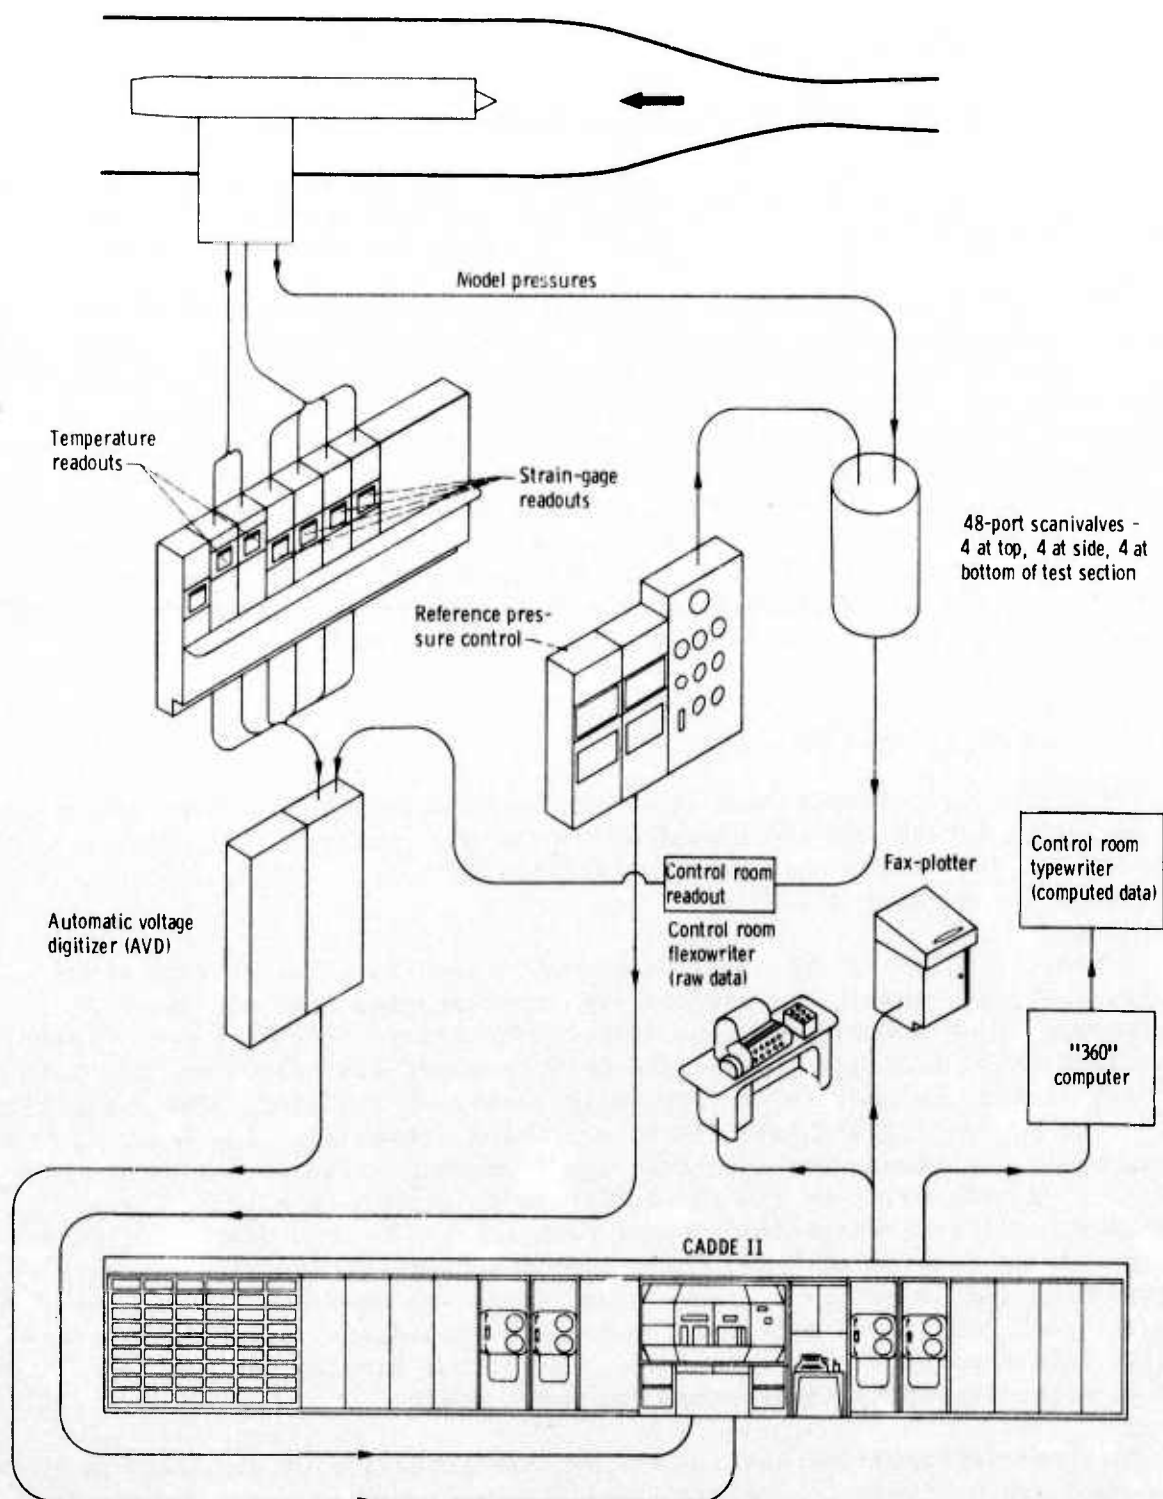 Model pressures
Temperature
readouts
Strain-gage
readouts
48-port scanivalves -
4 at top, 4 at side, 4 at
bottom of test section
Reference pres-
sure control
Control room
readout
Fax-plotter
Control room
typewriter
(computed data)
Automatic voltage
digitizer (AVD)
Control room
flexowriter
(raw data)
"360"
computer
CADDE II